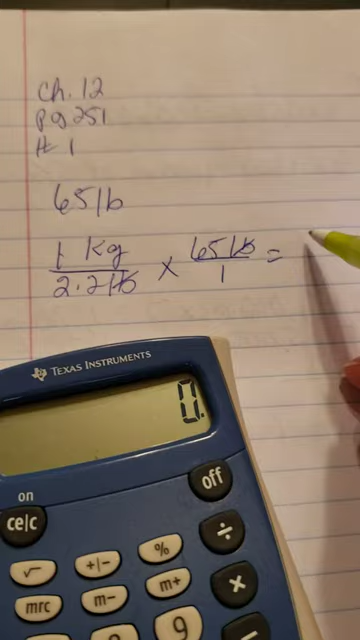 Ch. 12
pg 251
# 1
65 lb
1 Kg / 2.2 lb x 65 lb / 1 =
TEXAS INSTRUMENTS
0.
on
off
ce/c
√
+/−
%
÷
mrc
m−
m+
×
9
−